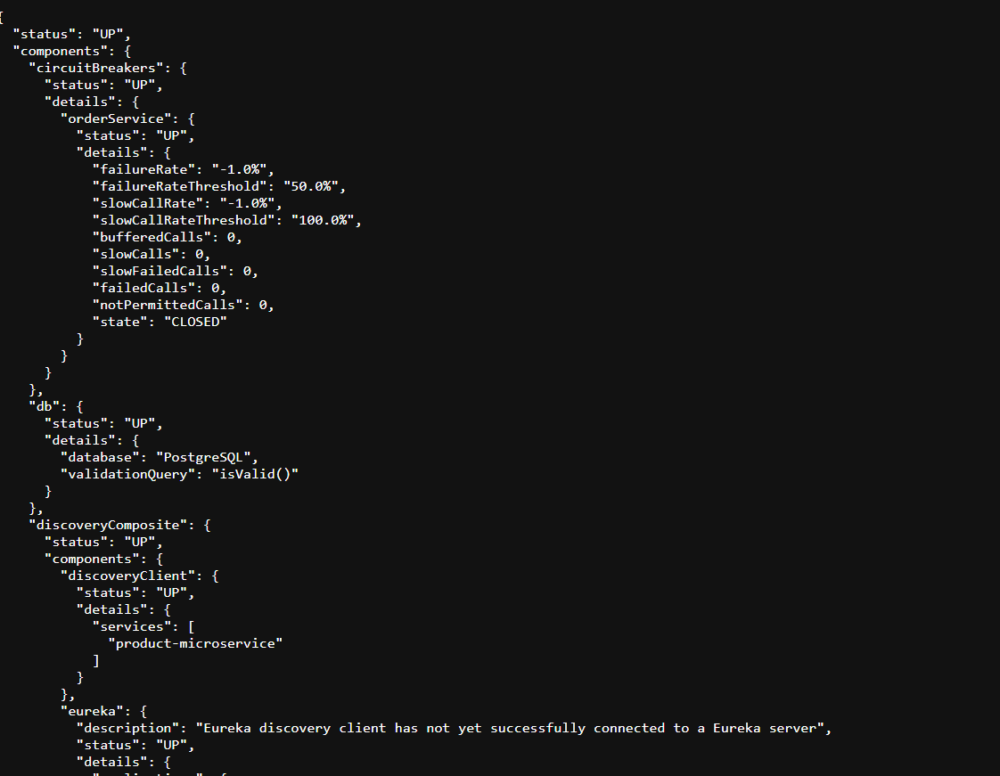 {
  "status": "UP",
  "components": {
    "circuitBreakers": {
      "status": "UP",
      "details": {
        "orderService": {
          "status": "UP",
          "details": {
            "failureRate": "-1.0%",
            "failureRateThreshold": "50.0%",
            "slowCallRate": "-1.0%",
            "slowCallRateThreshold": "100.0%",
            "bufferedCalls": 0,
            "slowCalls": 0,
            "slowFailedCalls": 0,
            "failedCalls": 0,
            "notPermittedCalls": 0,
            "state": "CLOSED"
          }
        }
      }
    },
    "db": {
      "status": "UP",
      "details": {
        "database": "PostgreSQL",
        "validationQuery": "isValid()"
      }
    },
    "discoveryComposite": {
      "status": "UP",
      "components": {
        "discoveryClient": {
          "status": "UP",
          "details": {
            "services": [
              "product-microservice"
            ]
          }
        },
        "eureka": {
          "description": "Eureka discovery client has not yet successfully connected to a Eureka server",
          "status": "UP",
          "details": {